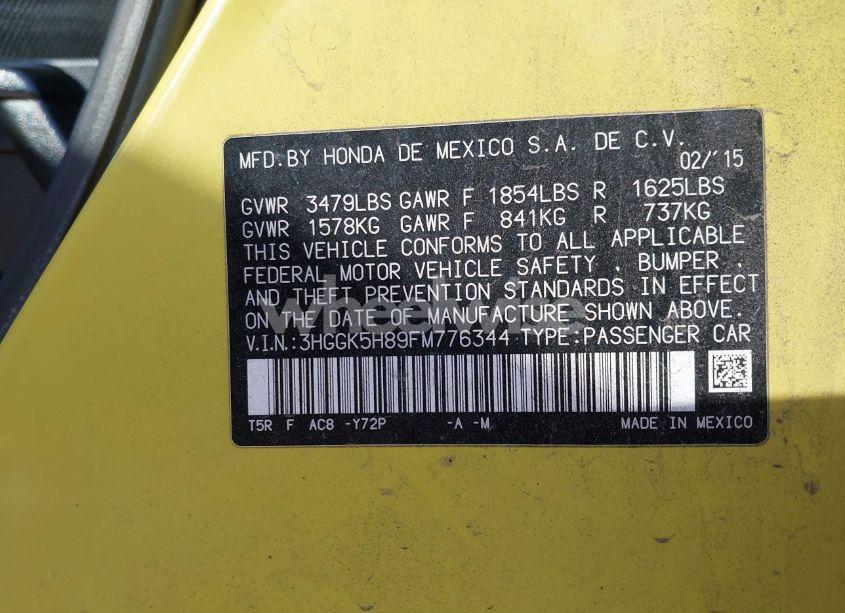 MFD.BY HONDA DE MEXICO S.A. DE C.V.
02/'15
GVWR 3479LBS GAWR F 1854LBS R 1625LBS
GVWR 1578KG GAWR F 841KG R 737KG
THIS VEHICLE CONFORMS TO ALL APPLICABLE
FEDERAL MOTOR VEHICLE SAFETY , BUMPER ,
AND THEFT PREVENTION STANDARDS IN EFFECT
ON THE DATE OF MANUFACTURE SHOWN ABOVE.
V.I.N.:3HGGK5H89FM776344 TYPE:PASSENGER CAR
T5R F AC8 -Y72P -A -M MADE IN MEXICO
wheelwise